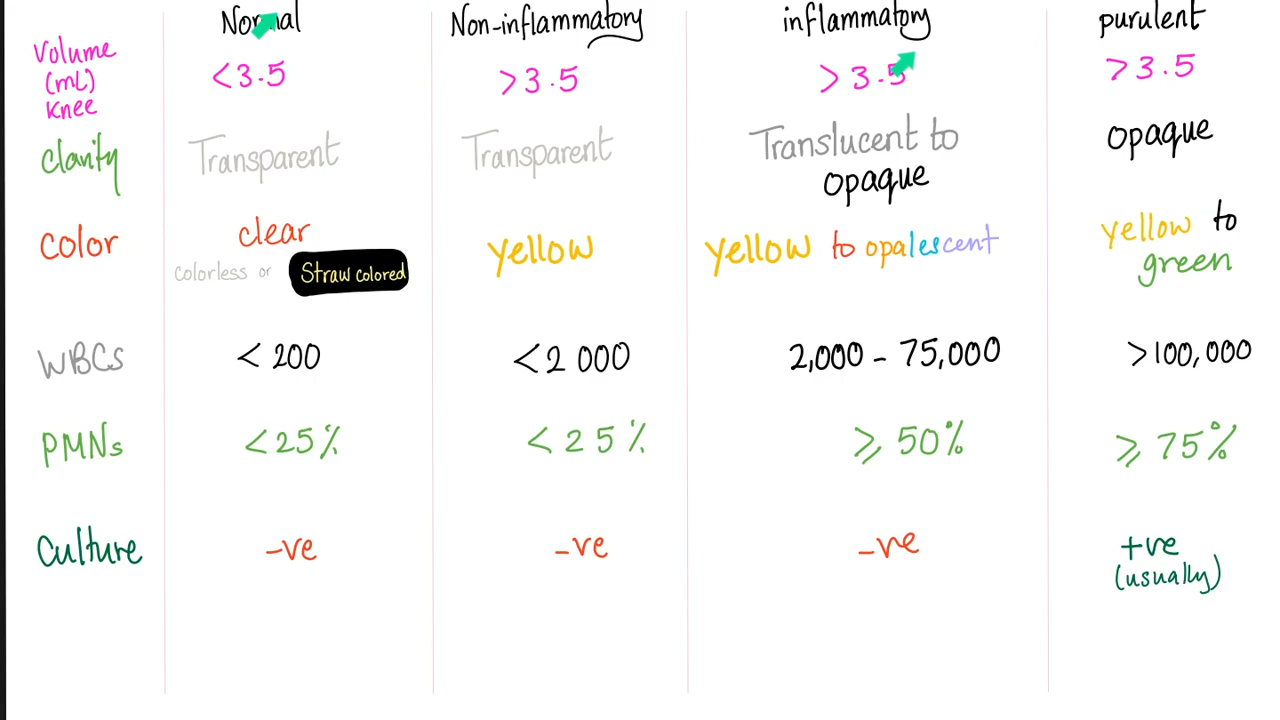 Normal Non-inflammatory inflammatory purulent
Volume
(mL)
Knee
<3.5 >3.5 >3.5 >3.5
clarity Transparent Transparent Translucent to
opaque
opaque
color clear
colorless or Straw colored
yellow yellow to opalescent yellow to
green
WBCs <200 <2 000 2,000 - 75,000 >100,000
PMNs <25% <25% ⩾ 50% ⩾ 75%
Culture -ve -ve -ve +ve
(usually)